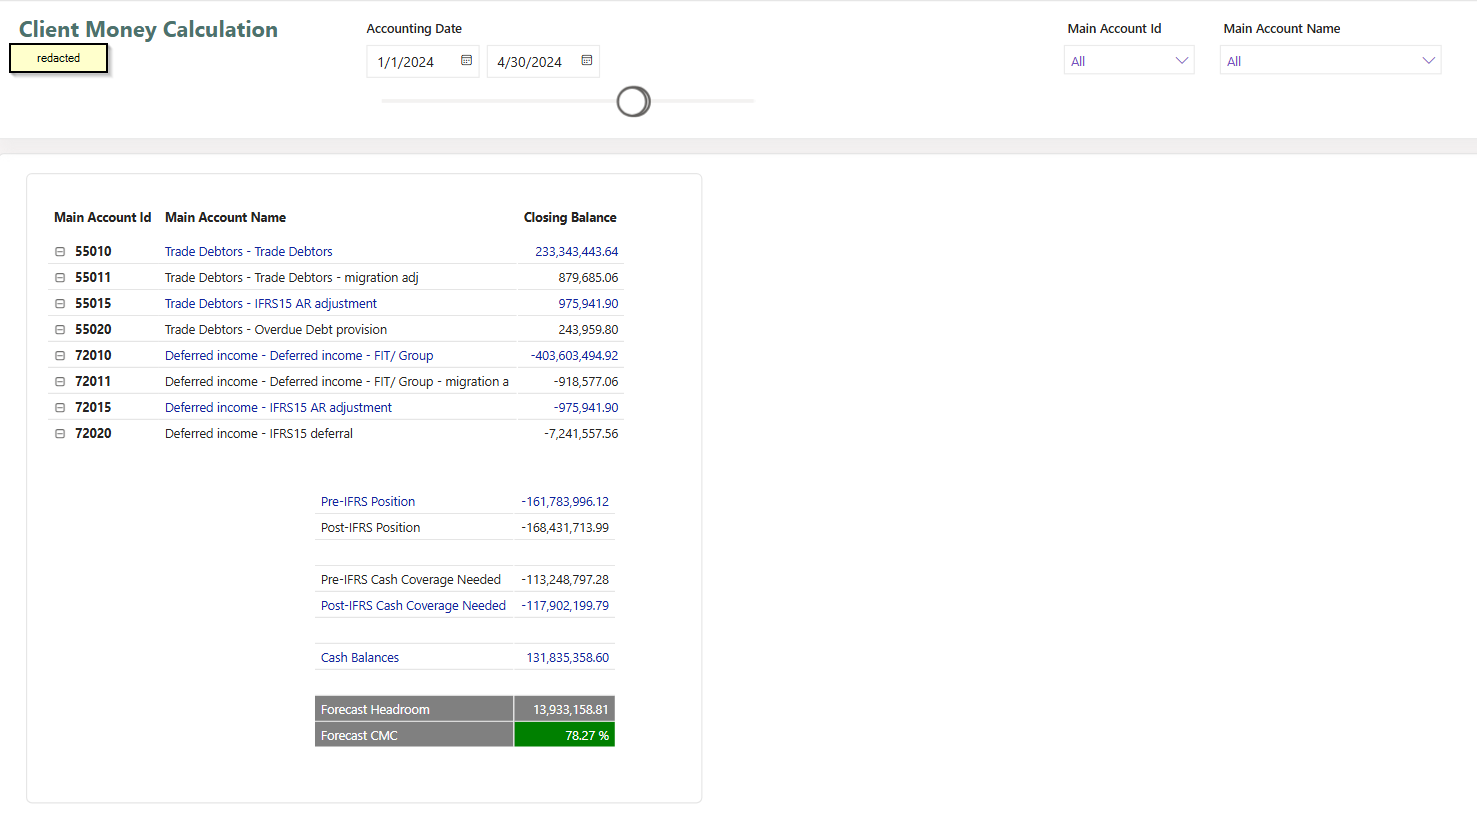 Client Money Calculation
redacted
Accounting Date
1/1/2024 4/30/2024
Main Account Id Main Account Name
All All
Main Account Id Main Account Name Closing Balance
55010 Trade Debtors - Trade Debtors 233,343,443.64
55011 Trade Debtors - Trade Debtors - migration adj 879,685.06
55015 Trade Debtors - IFRS15 AR adjustment 975,941.90
55020 Trade Debtors - Overdue Debt provision 243,959.80
72010 Deferred income - Deferred income - FIT/ Group -403,603,494.92
72011 Deferred income - Deferred income - FIT/ Group - migration a -918,577.06
72015 Deferred income - IFRS15 AR adjustment -975,941.90
72020 Deferred income - IFRS15 deferral -7,241,557.56
Pre-IFRS Position -161,783,996.12
Post-IFRS Position -168,431,713.99
Pre-IFRS Cash Coverage Needed -113,248,797.28
Post-IFRS Cash Coverage Needed -117,902,199.79
Cash Balances 131,835,358.60
Forecast Headroom 13,933,158.81
Forecast CMC 78.27 %